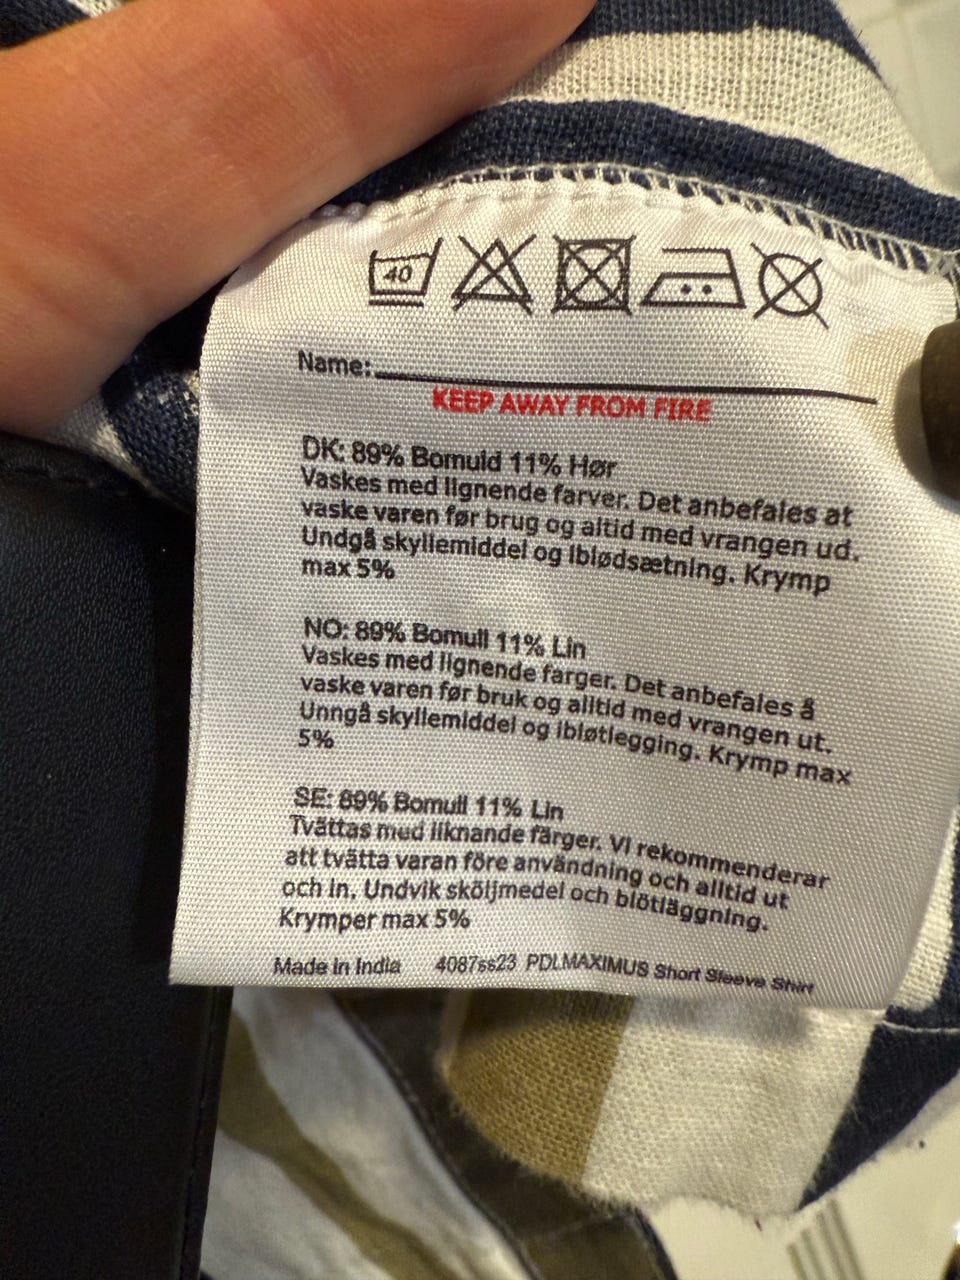 40
Name:
KEEP AWAY FROM FIRE
DK: 89% Bomuld 11% Hør
Vaskes med lignende farver. Det anbefales at
vaske varen før brug og altid med vrangen ud.
Undgå skyllemiddel og iblødsætning. Krymp
max 5%
NO: 89% Bomull 11% Lin
Vaskes med lignende farger. Det anbefales å
vaske varen før bruk og alltid med vrangen ut.
Unngå skyllemiddel og ibløtlegging. Krymp max
5%
SE: 89% Bomull 11% Lin
Tvättas med liknande färger. Vi rekommenderar
att tvätta varan före användning och alltid ut
och in. Undvik sköljmedel och blötläggning.
Krymper max 5%
Made in India 4087ss23 PDLMAXIMUS Short Sleeve Shirt